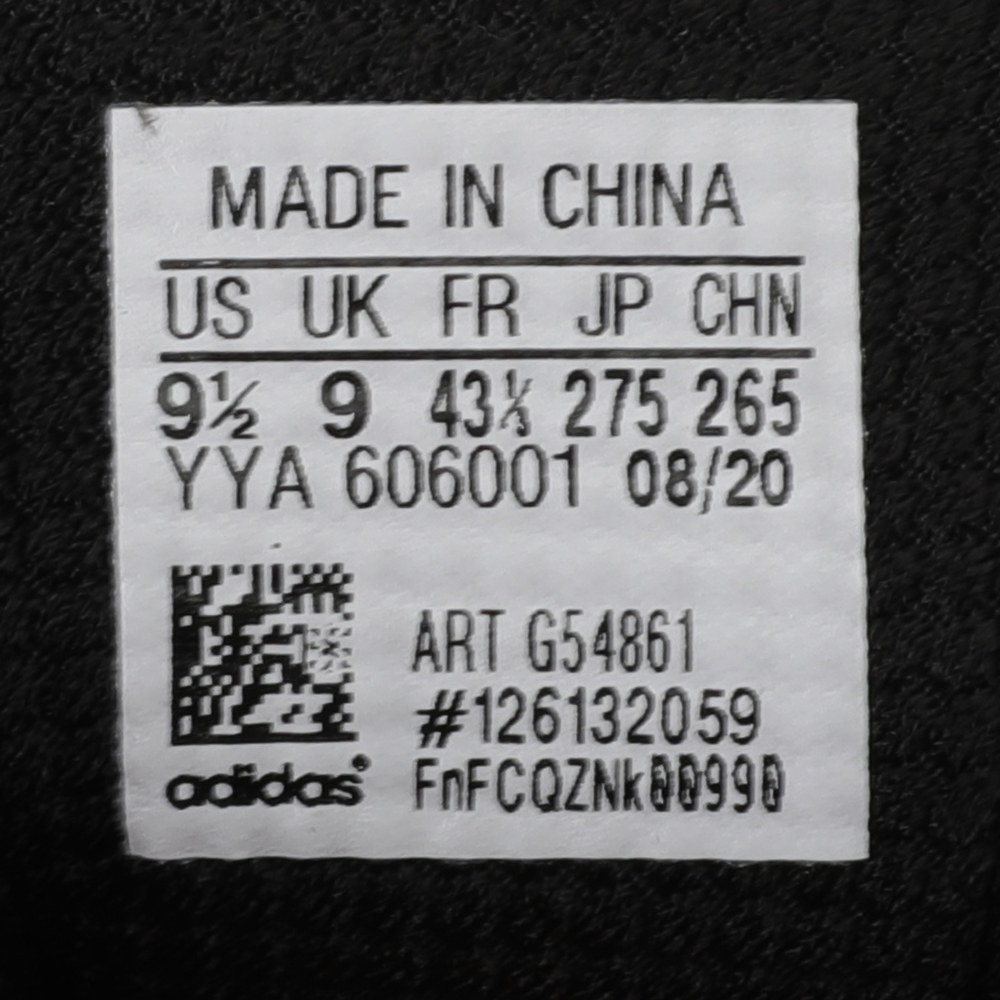 MADE IN CHINA
US UK FR JP CHN
9½ 9 43⅓ 275 265
YYA 606001 08/20
ART G54861
#126132059
adidas® FnFCQZNk00990